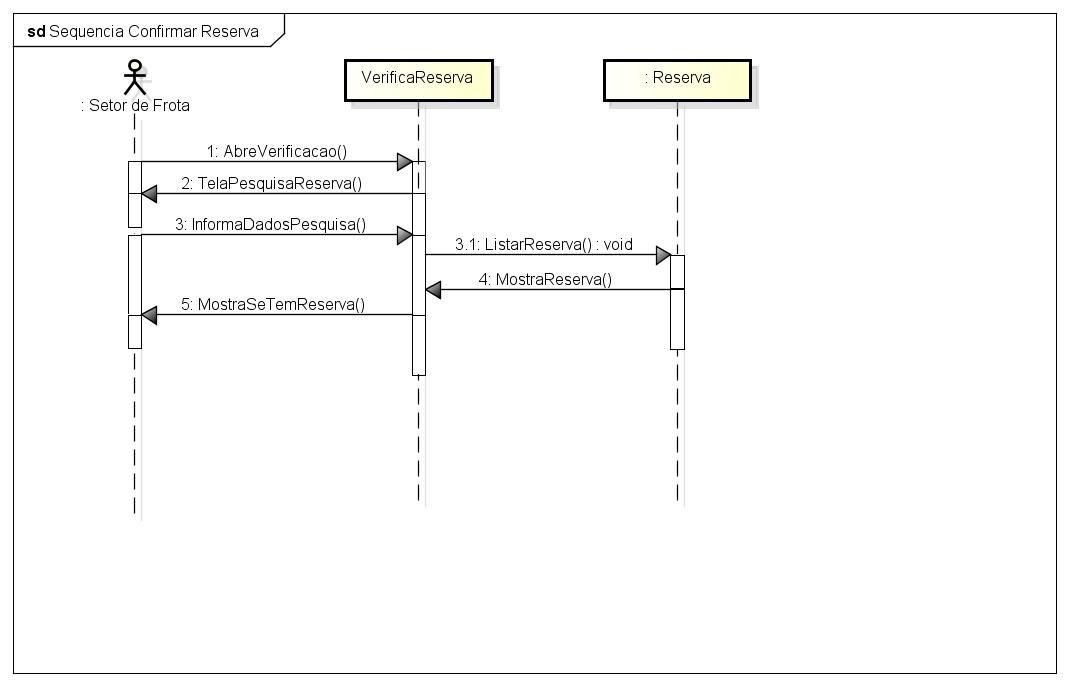 sd Sequencia Confirmar Reserva
: Setor de Frota
VerificaReserva
: Reserva
1: AbreVerificacao()
2: TelaPesquisaReserva()
3: InformaDadosPesquisa()
3.1: ListarReserva() : void
4: MostraReserva()
5: MostraSeTemReserva()